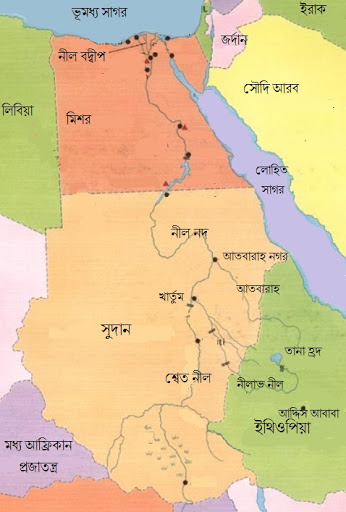 ভূমধ্য সাগর
ইরাক
জর্দান
নীল বদ্বীপ
সৌদি আরব
লিবিয়া
মিশর
লোহিত
সাগর
নীল নদ
আতবারাহ নগর
আতবারাহ
খার্তুম
সুদান
তানা হ্রদ
শ্বেত নীল
নীলাভ নীল
আদ্দিস আবাবা
ইথিওপিয়া
মধ্য আফ্রিকান
প্রজাতন্ত্র